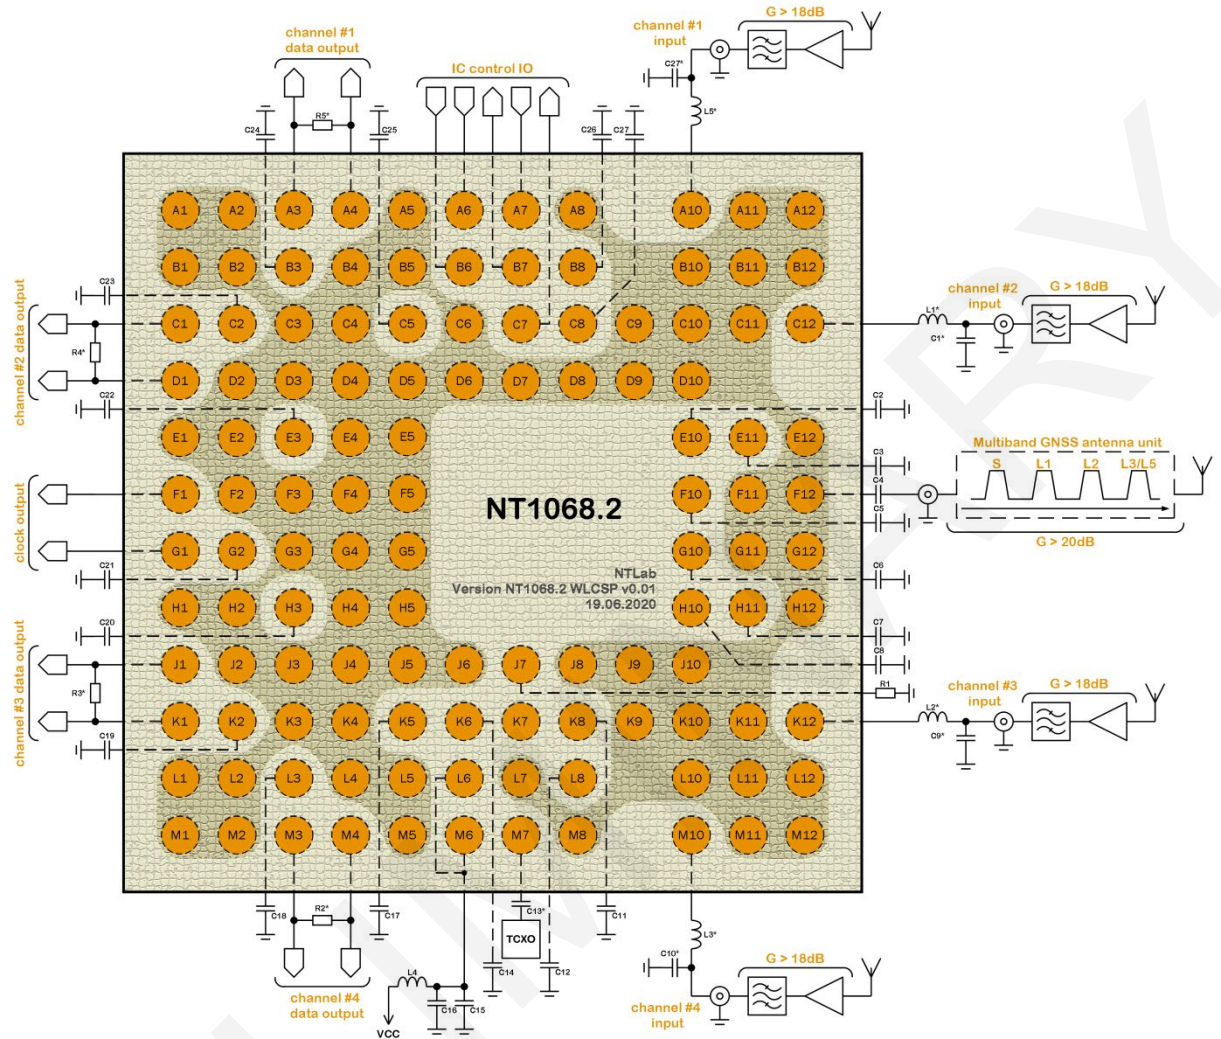 channel #1
data output
IC control IO
channel #1
input
G > 18dB
C27*
L5*
R5*
C24
C25
C26
C27
A1 A2 A3 A4 A5 A6 A7 A8 A10 A11 A12
B1 B2 B3 B4 B5 B6 B7 B8 B10 B11 B12
C23
channel #2 data output
R4*
C22
C1 C2 C3 C4 C5 C6 C7 C8 C9 C10 C11 C12
channel #2
input
G > 18dB
L1*
C1*
D1 D2 D3 D4 D5 D6 D7 D8 D9 D10
C2
E1 E2 E3 E4 E5 E10 E11 E12
C3
Multiband GNSS antenna unit
S L1 L2 L3/L5
G > 20dB
clock output
F1 F2 F3 F4 F5 F10 F11 F12
C4
C5
NT1068.2
G1 G2 G3 G4 G5 G10 G11 G12
C21
C6
NTLab
Version NT1068.2 WLCSP v0.01
19.06.2020
H1 H2 H3 H4 H5 H10 H11 H12
C20
C7
C8
channel #3 data output
R3*
C19
J1 J2 J3 J4 J5 J6 J7 J8 J9 J10
R1
channel #3
input
G > 18dB
L2*
C9*
K1 K2 K3 K4 K5 K6 K7 K8 K9 K10 K11 K12
L1 L2 L3 L4 L5 L6 L7 L8 L10 L11 L12
M1 M2 M3 M4 M5 M6 M7 M8 M10 M11 M12
C18
R2*
C17
C13*
C11
TCXO
L3*
C10*
G > 18dB
L4
C14
C12
channel #4
data output
C16
C15
VCC
channel #4
input